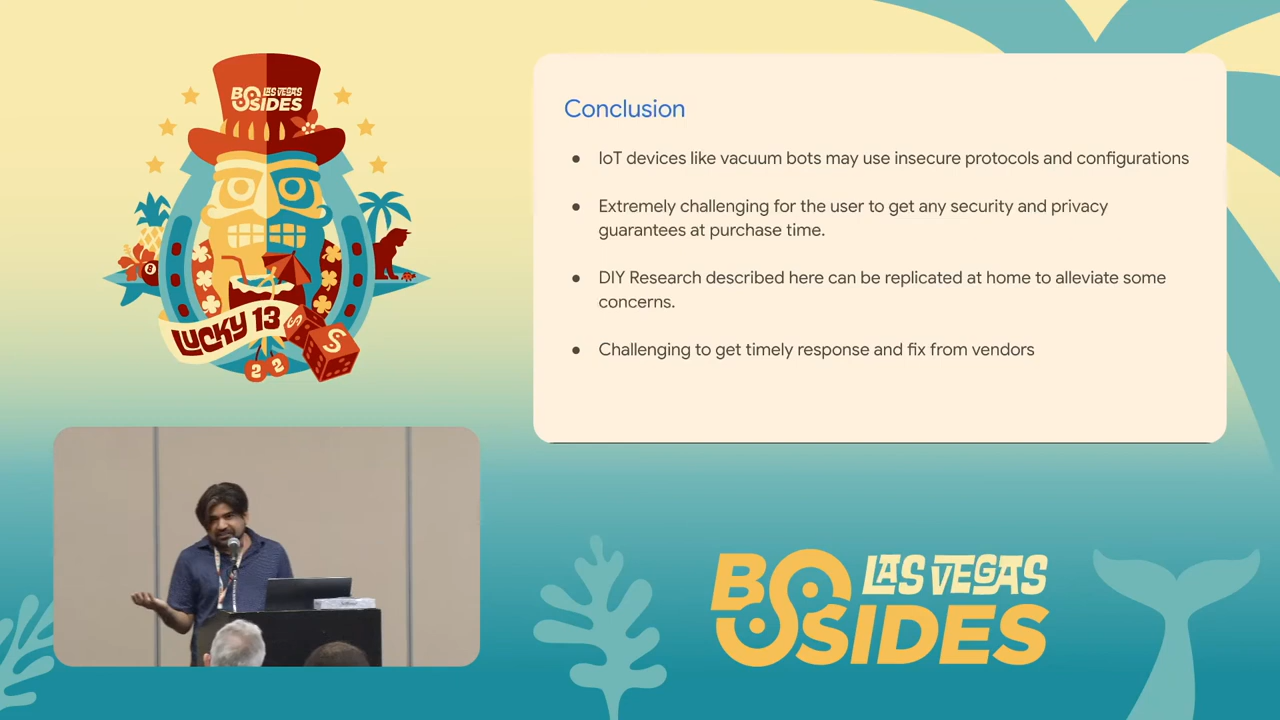 BSIDES LAS VEGAS
LUCKY 13
8
S
S
2 2
Conclusion
● IoT devices like vacuum bots may use insecure protocols and configurations
● Extremely challenging for the user to get any security and privacy
guarantees at purchase time.
● DIY Research described here can be replicated at home to alleviate some
concerns.
● Challenging to get timely response and fix from vendors
BSIDES LAS VEGAS